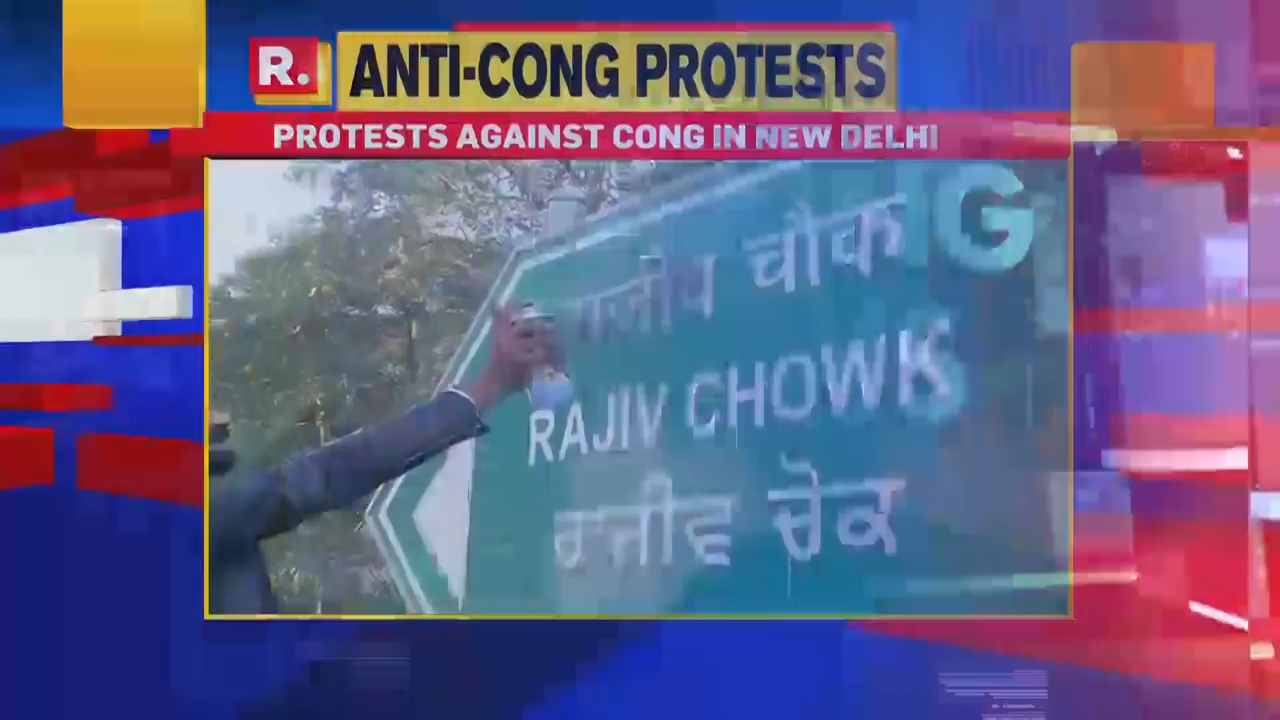 R.
ANTI-CONG PROTESTS
PROTESTS AGAINST CONG IN NEW DELHI
राजीव चौक
RAJIV CHOWK
ਰਾਜੀਵ ਚੌਕ
G